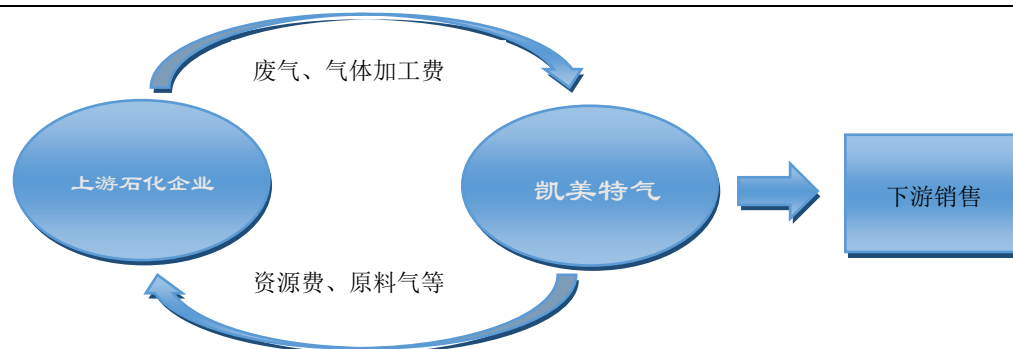 废气、气体加工费
上游石化企业
凯美特气
下游销售
资源费、原料气等